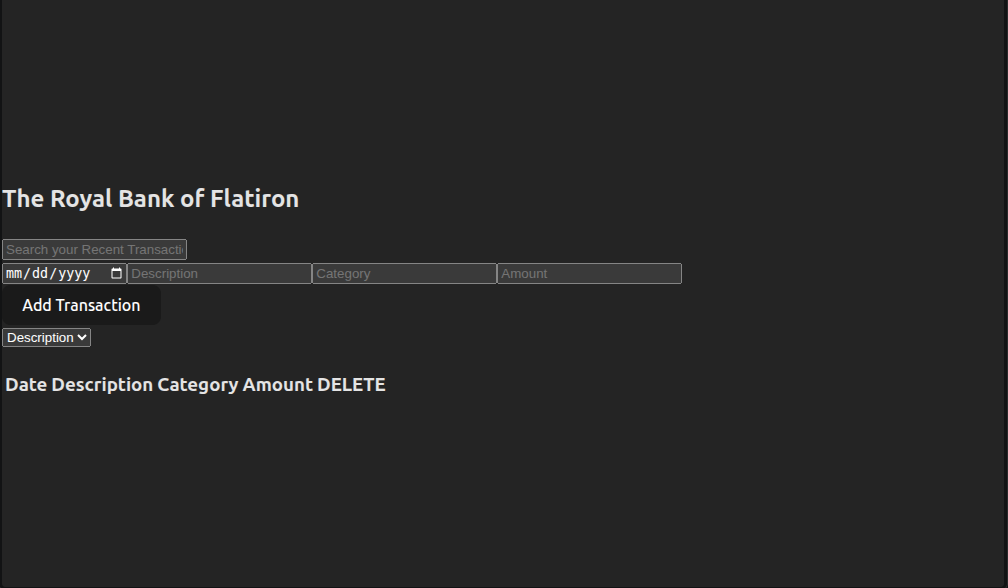 The Royal Bank of Flatiron
Search your Recent Transacti
mm/dd/yyyy Description Category Amount
Add Transaction
Description
Date Description Category Amount DELETE